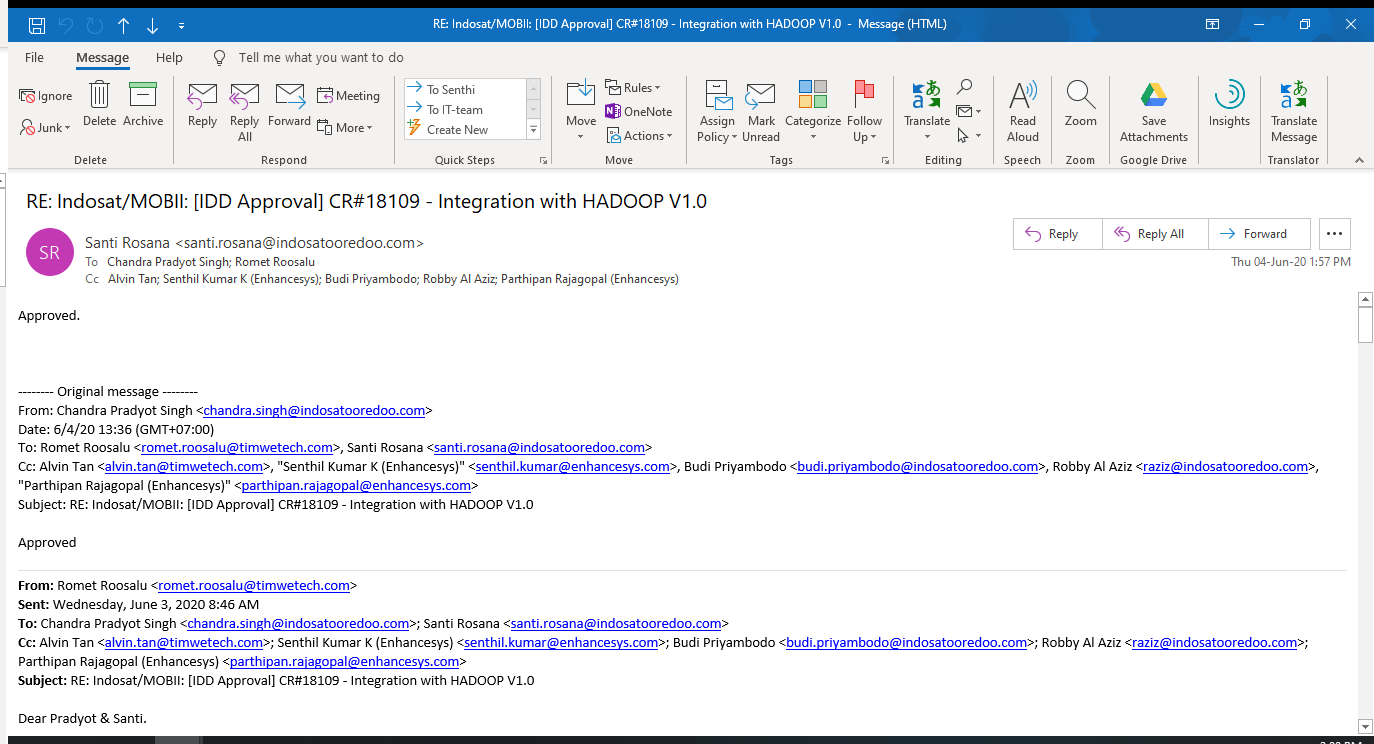 RE: Indosat/MOBII: [IDD Approval] CR#18109 - Integration with HADOOP V1.0 - Message (HTML)
File Message Help Tell me what you want to do
Ignore
Junk
Delete
Archive
Delete
Reply
Reply All
Forward
Meeting
More
Respond
To Senthi
To IT-team
Create New
Quick Steps
Move
Rules
OneNote
Actions
Move
Assign Policy
Mark Unread
Categorize
Follow Up
Tags
Translate
Editing
Read Aloud
Speech
Zoom
Zoom
Save Attachments
Google Drive
Insights
Translate Message
Translator
RE: Indosat/MOBII: [IDD Approval] CR#18109 - Integration with HADOOP V1.0
SR
Santi Rosana <santi.rosana@indosatooredoo.com>
To Chandra Pradyot Singh; Romet Roosalu
Cc Alvin Tan; Senthil Kumar K (Enhancesys); Budi Priyambodo; Robby Al Aziz; Parthipan Rajagopal (Enhancesys)
Reply Reply All Forward
Thu 04-Jun-20 1:57 PM
Approved.
-------- Original message --------
From: Chandra Pradyot Singh <chandra.singh@indosatooredoo.com>
Date: 6/4/20 13:36 (GMT+07:00)
To: Romet Roosalu <romet.roosalu@timwetech.com>, Santi Rosana <santi.rosana@indosatooredoo.com>
Cc: Alvin Tan <alvin.tan@timwetech.com>, "Senthil Kumar K (Enhancesys)" <senthil.kumar@enhancesys.com>, Budi Priyambodo <budi.priyambodo@indosatooredoo.com>, Robby Al Aziz <raziz@indosatooredoo.com>,
"Parthipan Rajagopal (Enhancesys)" <parthipan.rajagopal@enhancesys.com>
Subject: RE: Indosat/MOBII: [IDD Approval] CR#18109 - Integration with HADOOP V1.0
Approved
From: Romet Roosalu <romet.roosalu@timwetech.com>
Sent: Wednesday, June 3, 2020 8:46 AM
To: Chandra Pradyot Singh <chandra.singh@indosatooredoo.com>; Santi Rosana <santi.rosana@indosatooredoo.com>
Cc: Alvin Tan <alvin.tan@timwetech.com>; Senthil Kumar K (Enhancesys) <senthil.kumar@enhancesys.com>; Budi Priyambodo <budi.priyambodo@indosatooredoo.com>; Robby Al Aziz <raziz@indosatooredoo.com>;
Parthipan Rajagopal (Enhancesys) <parthipan.rajagopal@enhancesys.com>
Subject: RE: Indosat/MOBII: [IDD Approval] CR#18109 - Integration with HADOOP V1.0
Dear Pradyot & Santi.